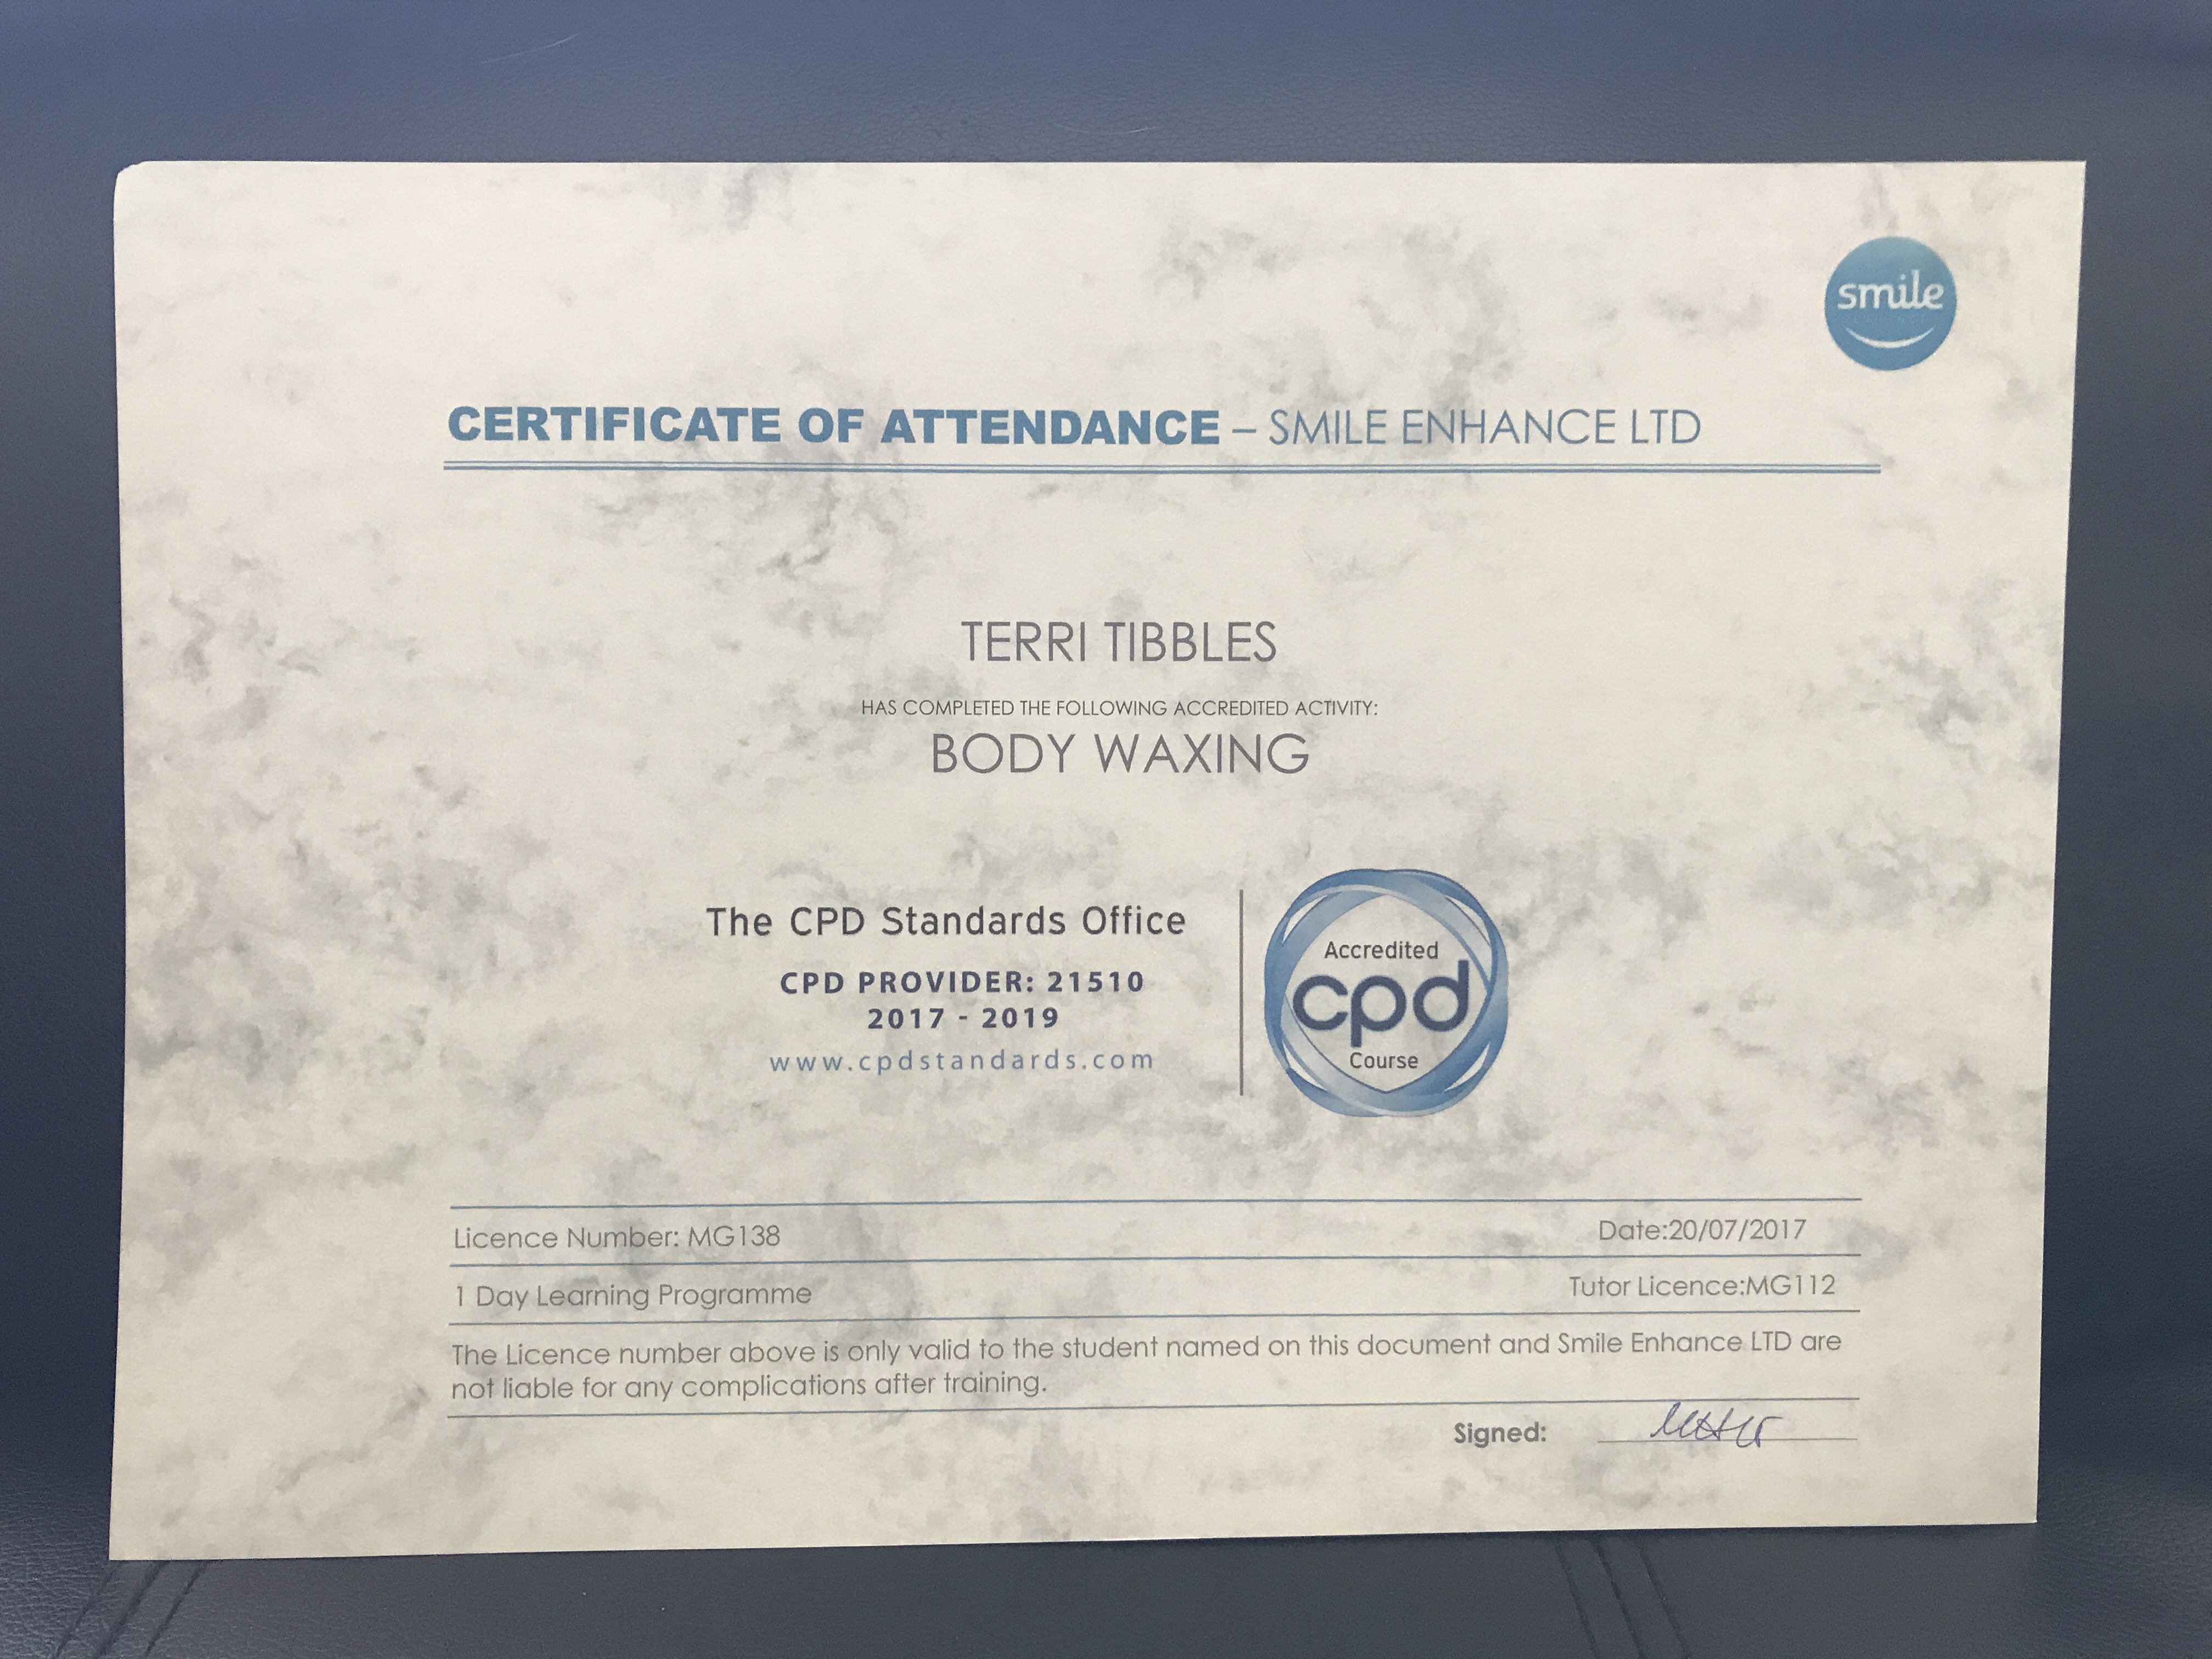 smile
CERTIFICATE OF ATTENDANCE – SMILE ENHANCE LTD
TERRI TIBBLES
HAS COMPLETED THE FOLLOWING ACCREDITED ACTIVITY:
BODY WAXING
The CPD Standards Office
CPD PROVIDER: 21510
2017 - 2019
www.cpdstandards.com
Accredited
cpd
Course
Licence Number: MG138
Date:20/07/2017
1 Day Learning Programme
Tutor Licence:MG112
The Licence number above is only valid to the student named on this document and Smile Enhance LTD are
not liable for any complications after training.
Signed: